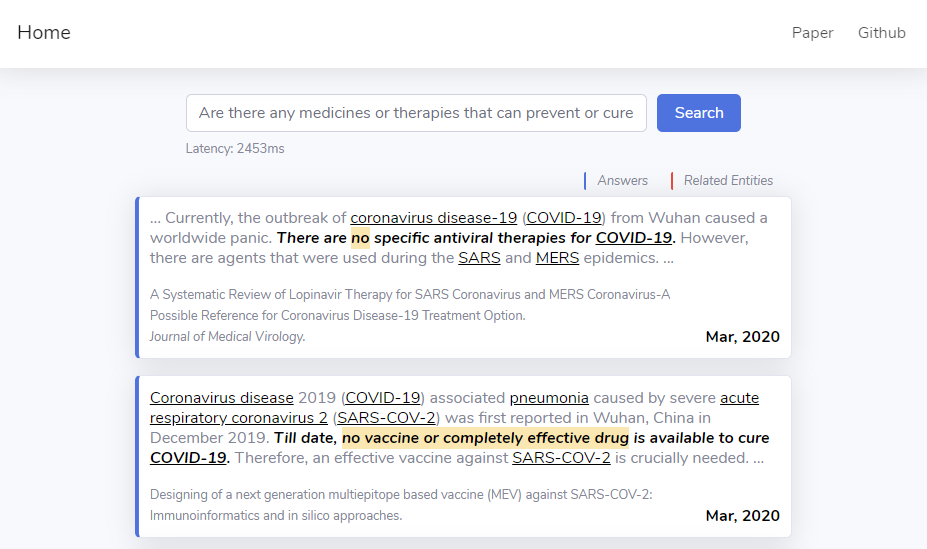 Home Paper Github
Are there any medicines or therapies that can prevent or cure Search
Latency: 2453ms
Answers Related Entities
... Currently, the outbreak of coronavirus disease-19 (COVID-19) from Wuhan caused a
worldwide panic. There are no specific antiviral therapies for COVID-19. However,
there are agents that were used during the SARS and MERS epidemics. ...
A Systematic Review of Lopinavir Therapy for SARS Coronavirus and MERS Coronavirus-A
Possible Reference for Coronavirus Disease-19 Treatment Option.
Journal of Medical Virology.
Mar, 2020
Coronavirus disease 2019 (COVID-19) associated pneumonia caused by severe acute
respiratory coronavirus 2 (SARS-COV-2) was first reported in Wuhan, China in
December 2019. Till date, no vaccine or completely effective drug is available to cure
COVID-19. Therefore, an effective vaccine against SARS-COV-2 is crucially needed. ...
Designing of a next generation multiepitope based vaccine (MEV) against SARS-COV-2:
Immunoinformatics and in silico approaches.
Mar, 2020